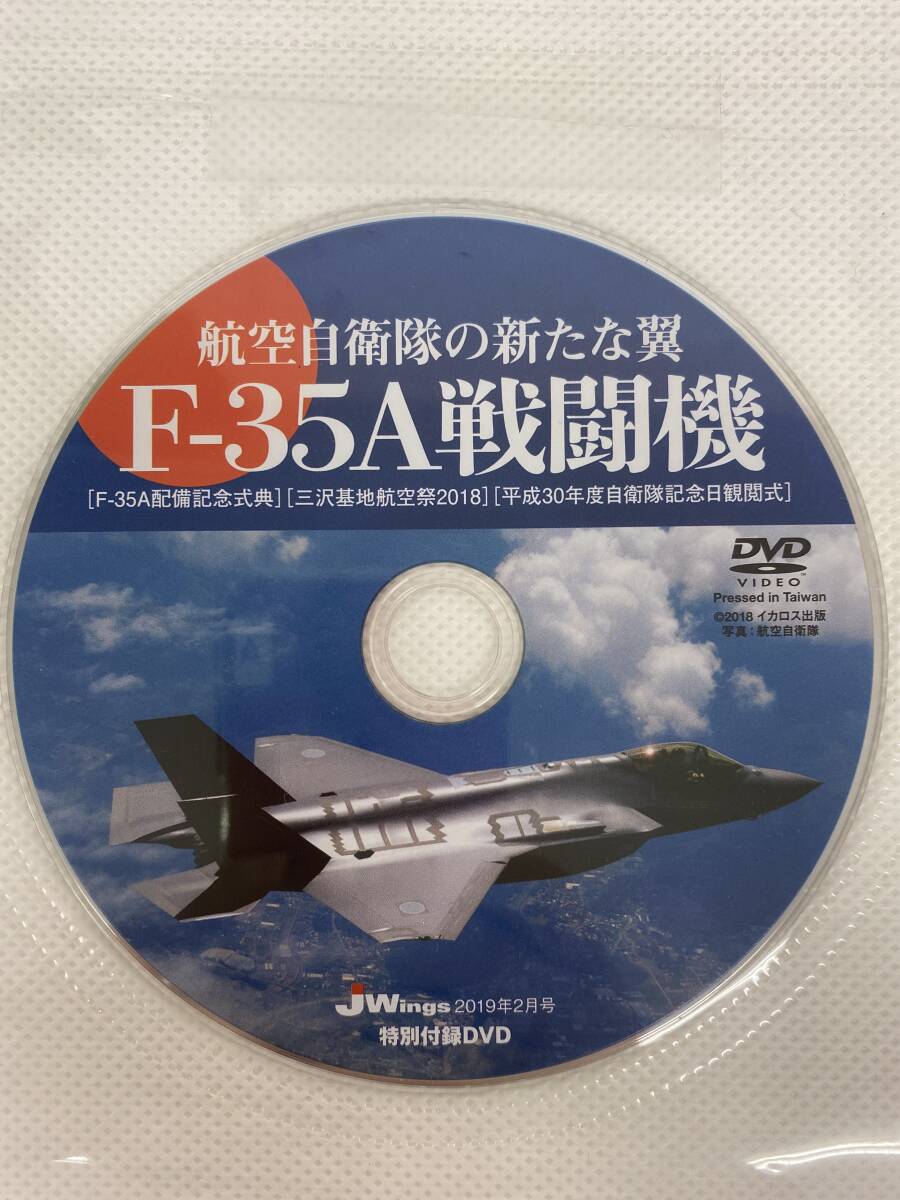 航空自衛隊の新たな翼
F-35A戦闘機
[F-35A配備記念式典] [三沢基地航空祭2018] [平成30年度自衛隊記念日観閲式]
DVD
VIDEO
Pressed in Taiwan
©2018 イカロス出版
写真：航空自衛隊
JWings 2019年2月号
特別付録DVD